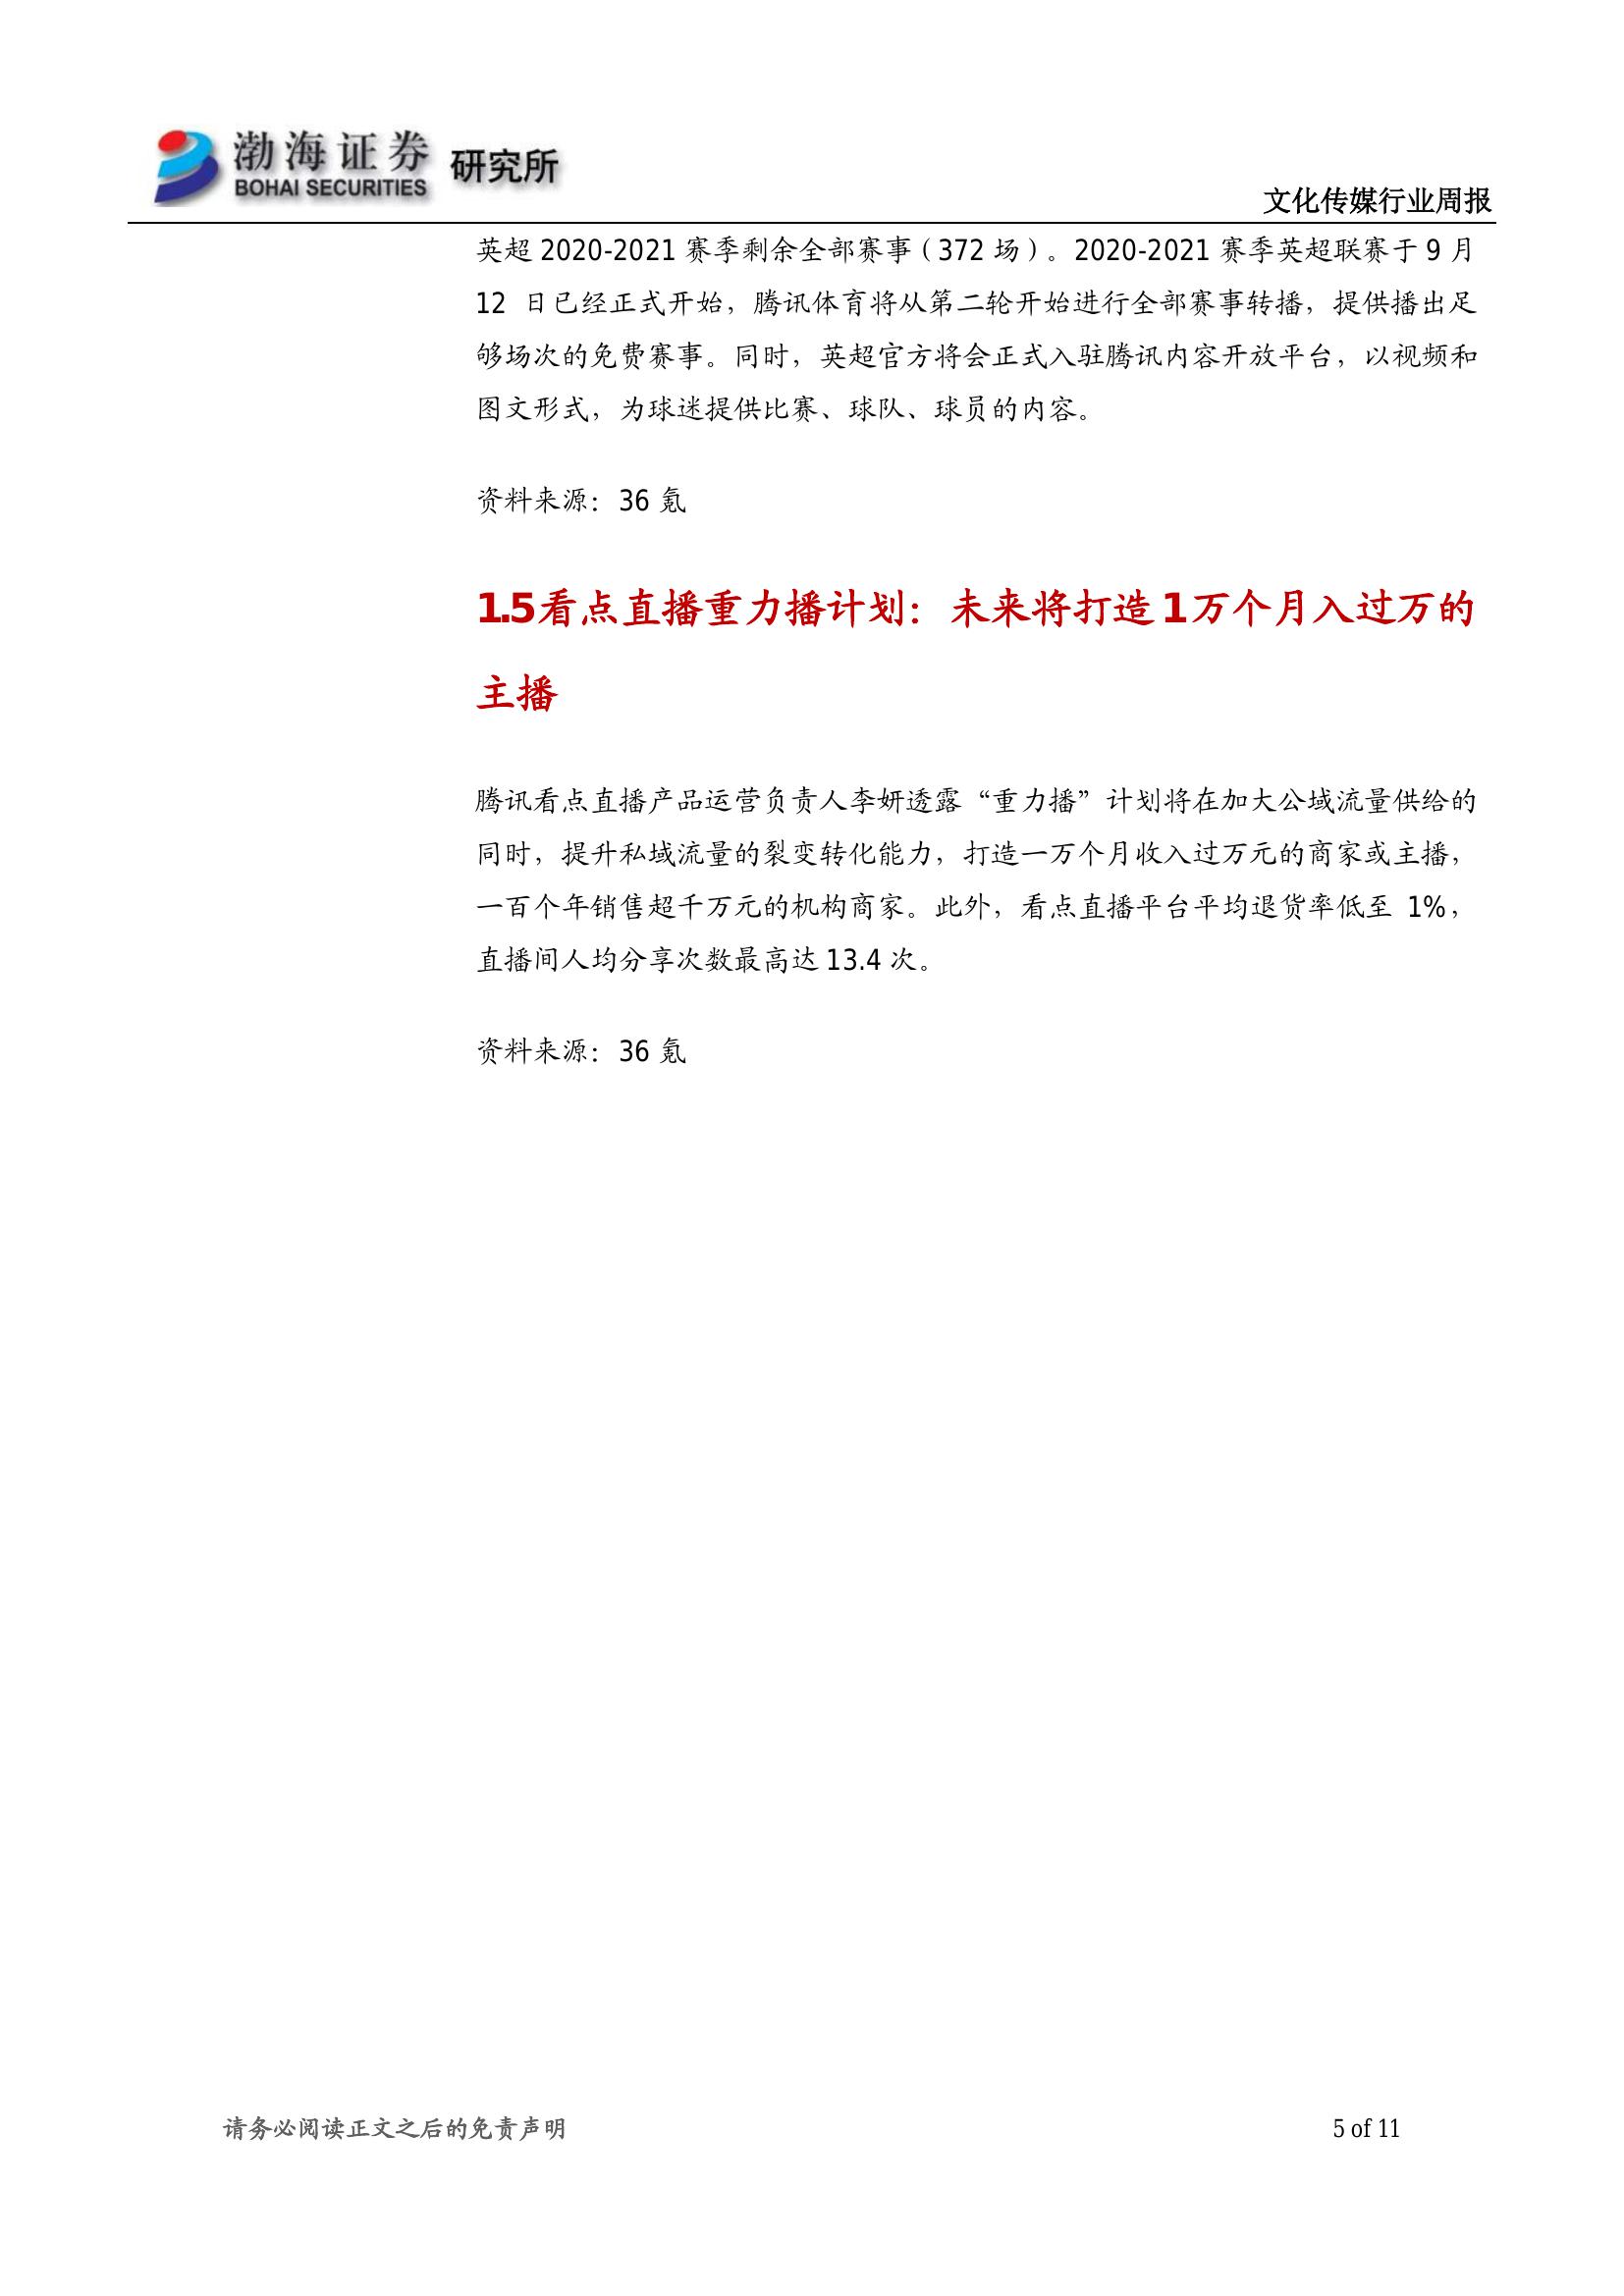 渤海证券 研究所
BOHAI SECURITIES
文化传媒行业周报
英超 2020-2021 赛季剩余全部赛事（372 场）。2020-2021 赛季英超联赛于 9 月
12 日已经正式开始，腾讯体育将从第二轮开始进行全部赛事转播，提供播出足
够场次的免费赛事。同时，英超官方将会正式入驻腾讯内容开放平台，以视频和
图文形式，为球迷提供比赛、球队、球员的内容。
资料来源：36 氪
1.5看点直播重力播计划：未来将打造1万个月入过万的
主播
腾讯看点直播产品运营负责人李妍透露“重力播”计划将在加大公域流量供给的
同时，提升私域流量的裂变转化能力，打造一万个月收入过万元的商家或主播，
一百个年销售超千万元的机构商家。此外，看点直播平台平均退货率低至 1%，
直播间人均分享次数最高达 13.4 次。
资料来源：36 氪
请务必阅读正文之后的免责声明
5 of 11